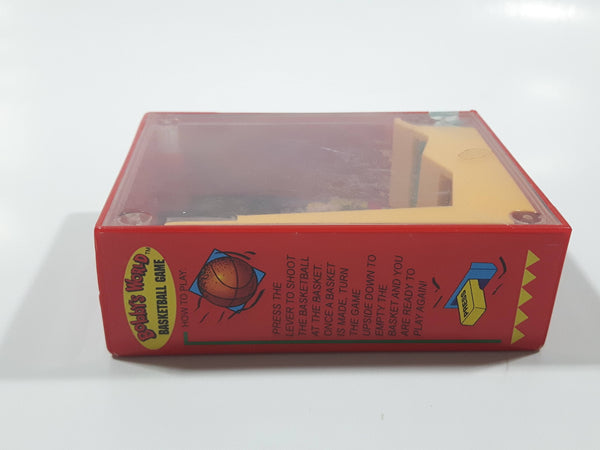 BOBBY'S WORLD™
BASKETBALL GAME
HOW TO PLAY:
PRESS THE
LEVER TO SHOOT
THE BASKETBALL
AT THE BASKET
ONCE A BASKET
IS MADE, TURN
THE GAME
UPSIDE DOWN TO
EMPTY THE
BASKET AND YOU
ARE READY TO
PLAY AGAIN!